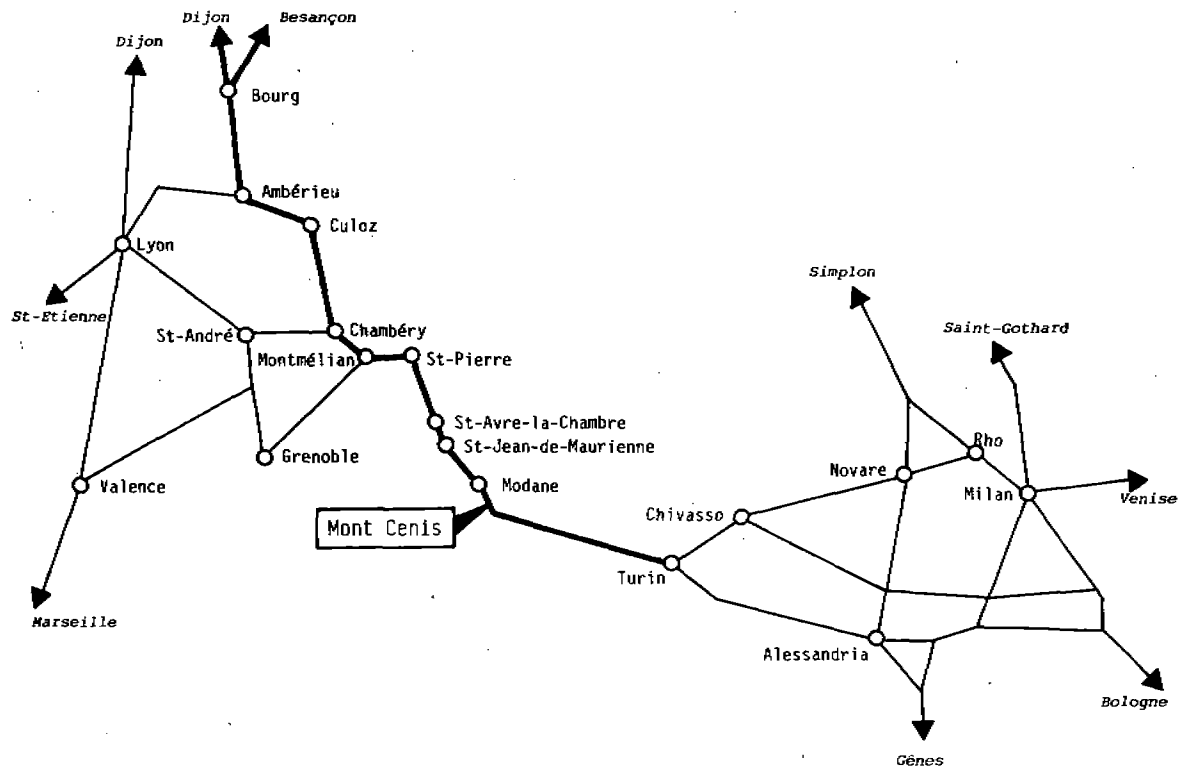 Dijon
Besançon
Dijon
Bourg
Ambérieu
Culoz
Lyon
Simplon
St-Etienne
Saint-Gothard
St-André
Chambéry
Montmélian
St-Pierre
St-Avre-la-Chambre
Rho
St-Jean-de-Maurienne
Grenoble
Novare
Valence
Modane
Milan
Venise
Chivasso
Mont Cenis
Turin
Marseille
Alessandria
Bologne
Gênes